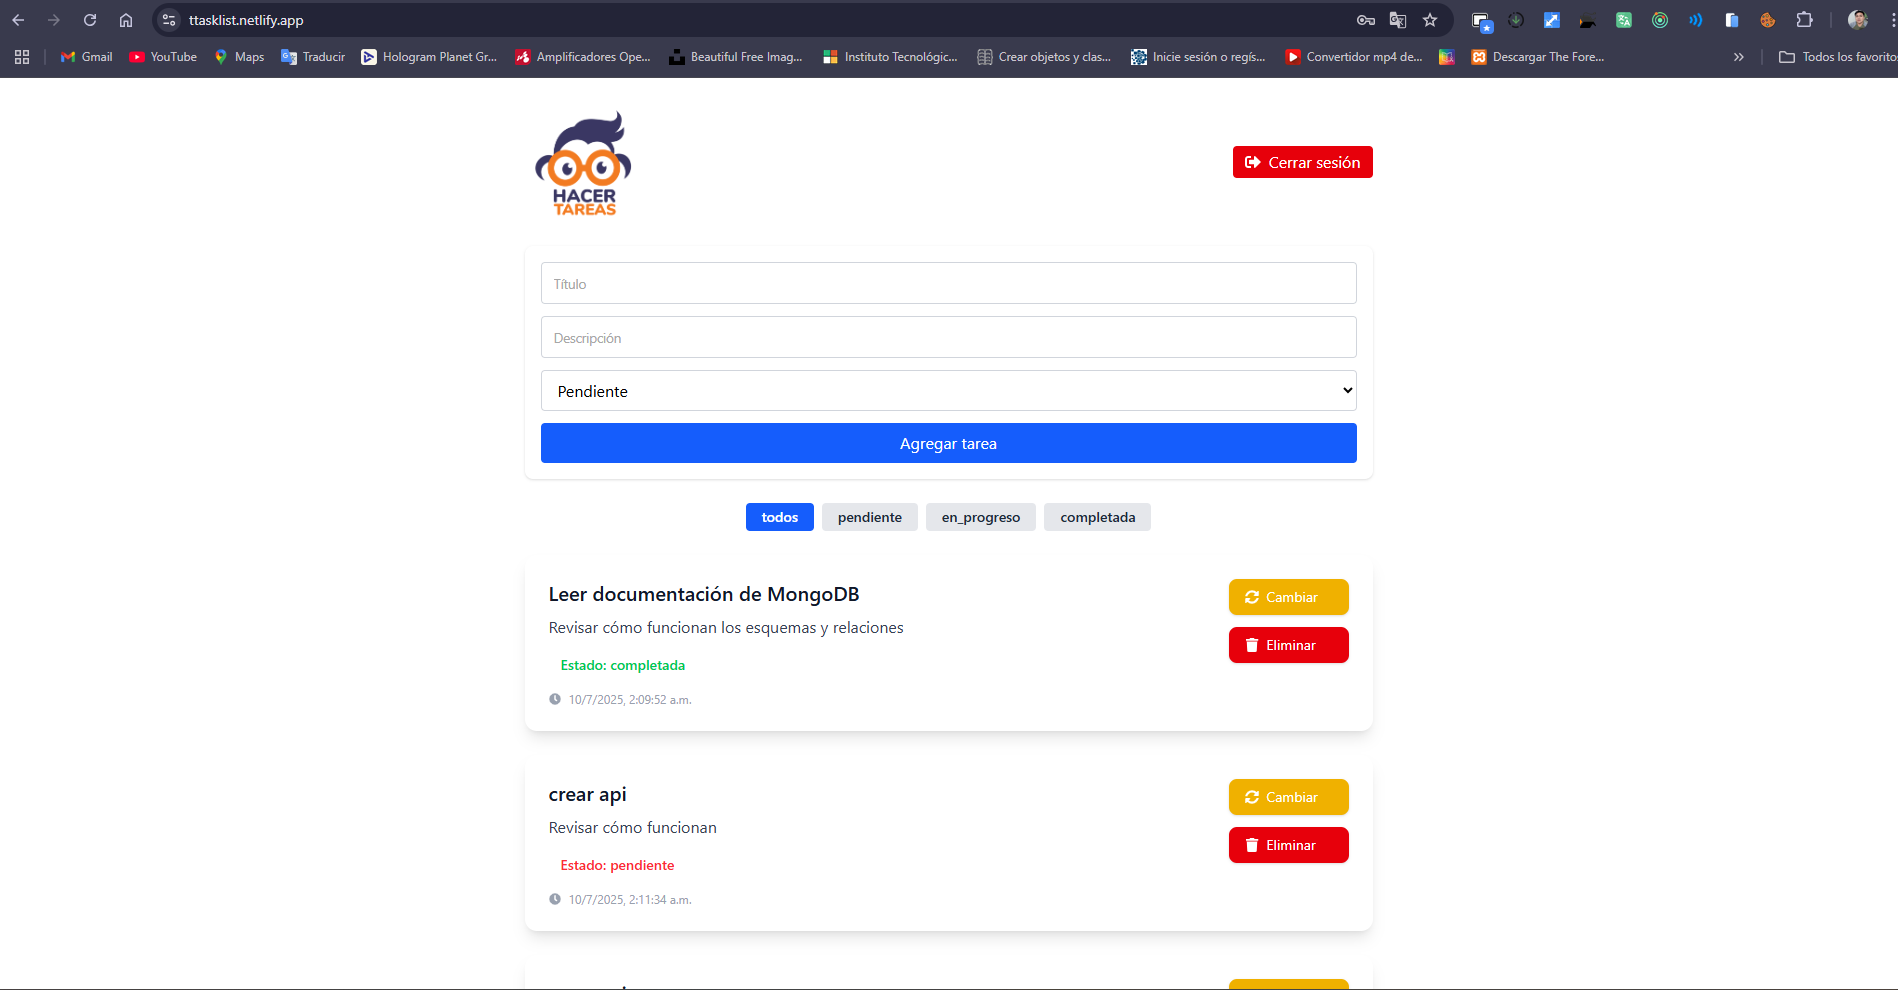 ttasklist.netlify.app
Gmail YouTube Maps Traducir Hologram Planet Gr... Amplificadores Ope... Beautiful Free Imag... Instituto Tecnológic... Crear objetos y clas... Inicie sesión o regís... Convertidor mp4 de... Descargar The Fore... » Todos los favoritos
HACER
TAREAS
Cerrar sesión
Título
Descripción
Pendiente
Agregar tarea
todos pendiente en_progreso completada
Leer documentación de MongoDB
Cambiar
Revisar cómo funcionan los esquemas y relaciones
Eliminar
Estado: completada
10/7/2025, 2:09:52 a.m.
crear api
Cambiar
Revisar cómo funcionan
Eliminar
Estado: pendiente
10/7/2025, 2:11:34 a.m.